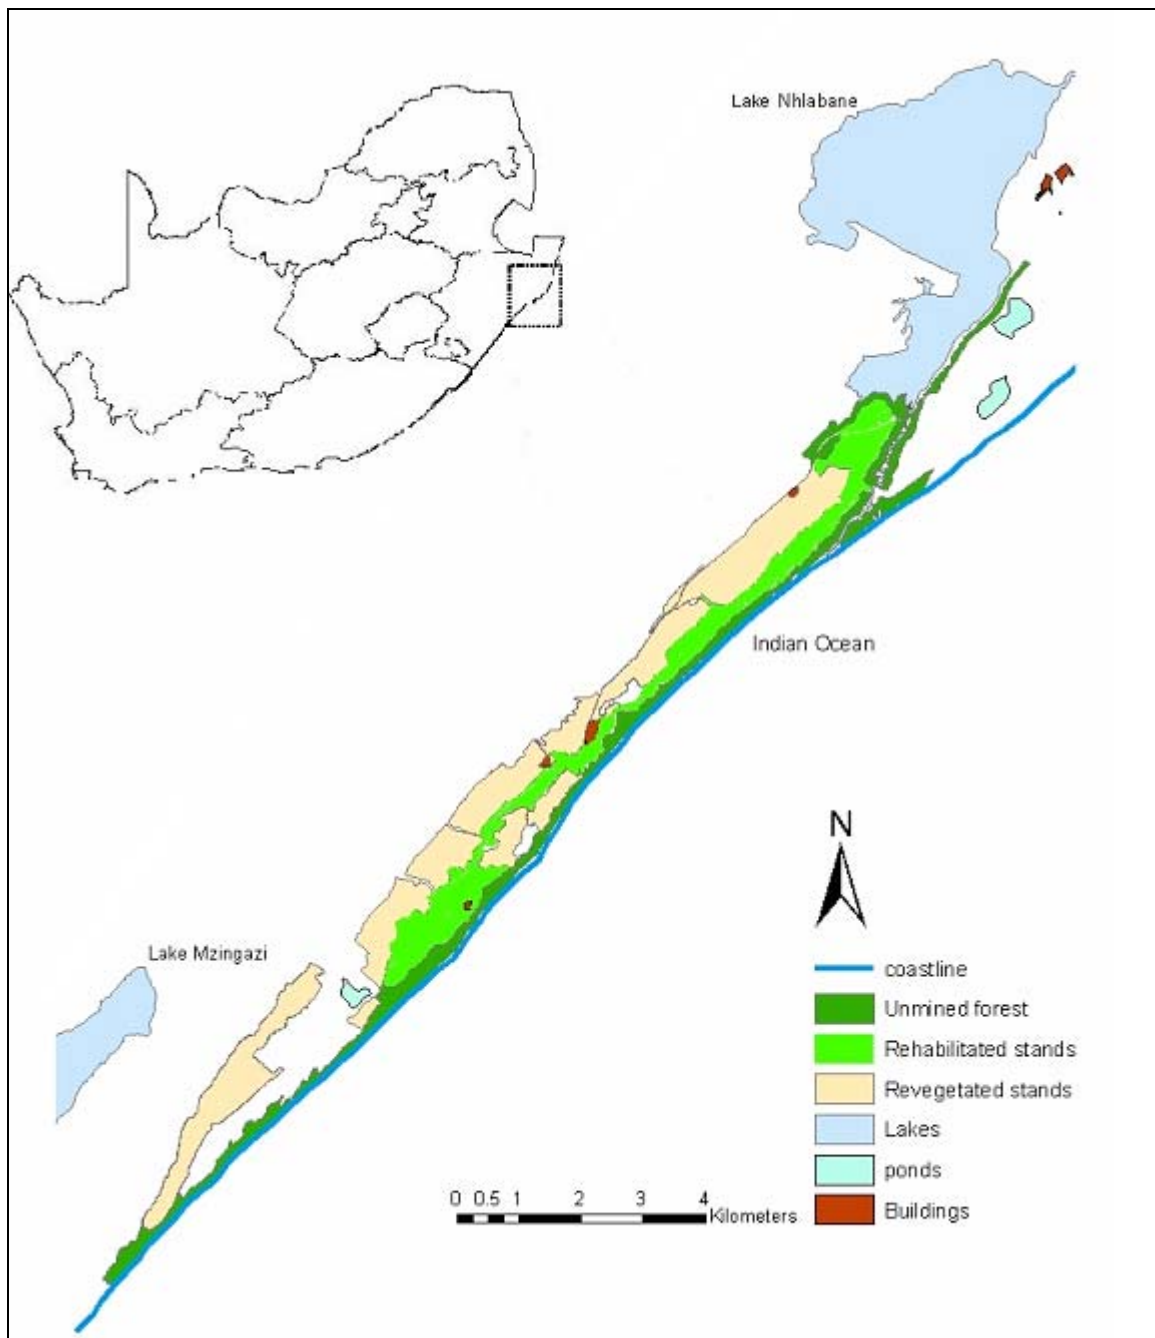 Lake Nhlabane
Indian Ocean
N
Lake Mzingazi
coastline
Unmined forest
Rehabilitated stands
Revegetated stands
Lakes
ponds
Buildings
0 0.5 1 2 3 4
Kilometers